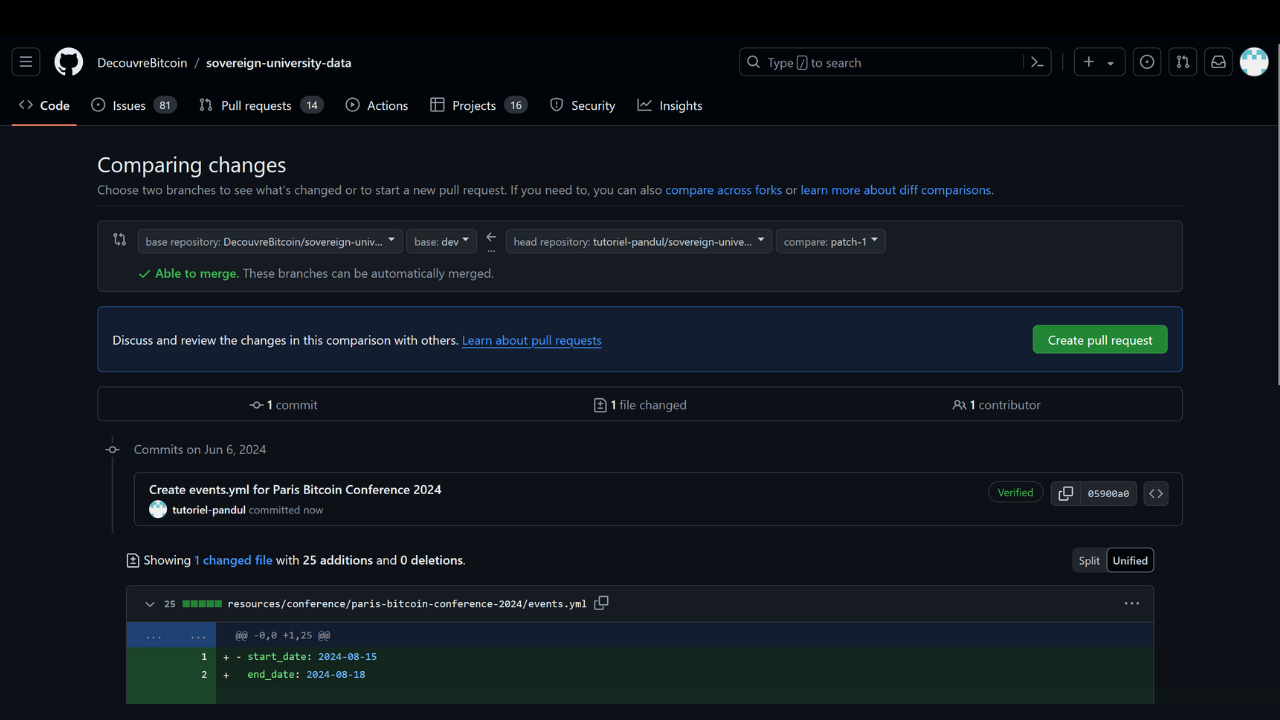 DecouvreBitcoin / sovereign-university-data
Type / to search
Code Issues 81 Pull requests 14 Actions Projects 16 Security Insights
Comparing changes
Choose two branches to see what's changed or to start a new pull request. If you need to, you can also compare across forks or learn more about diff comparisons.
base repository: DecouvreBitcoin/sovereign-univ... base: dev ... head repository: tutoriel-pandul/sovereign-unive... compare: patch-1
Able to merge. These branches can be automatically merged.
Discuss and review the changes in this comparison with others. Learn about pull requests
Create pull request
1 commit 1 file changed 1 contributor
Commits on Jun 6, 2024
Create events.yml for Paris Bitcoin Conference 2024
tutoriel-pandul committed now
Verified 05900a0
Showing 1 changed file with 25 additions and 0 deletions.
Split Unified
25 resources/conference/paris-bitcoin-conference-2024/events.yml
... ... @@ -0,0 +1,25 @@
1 + - start_date: 2024-08-15
2 + end_date: 2024-08-18